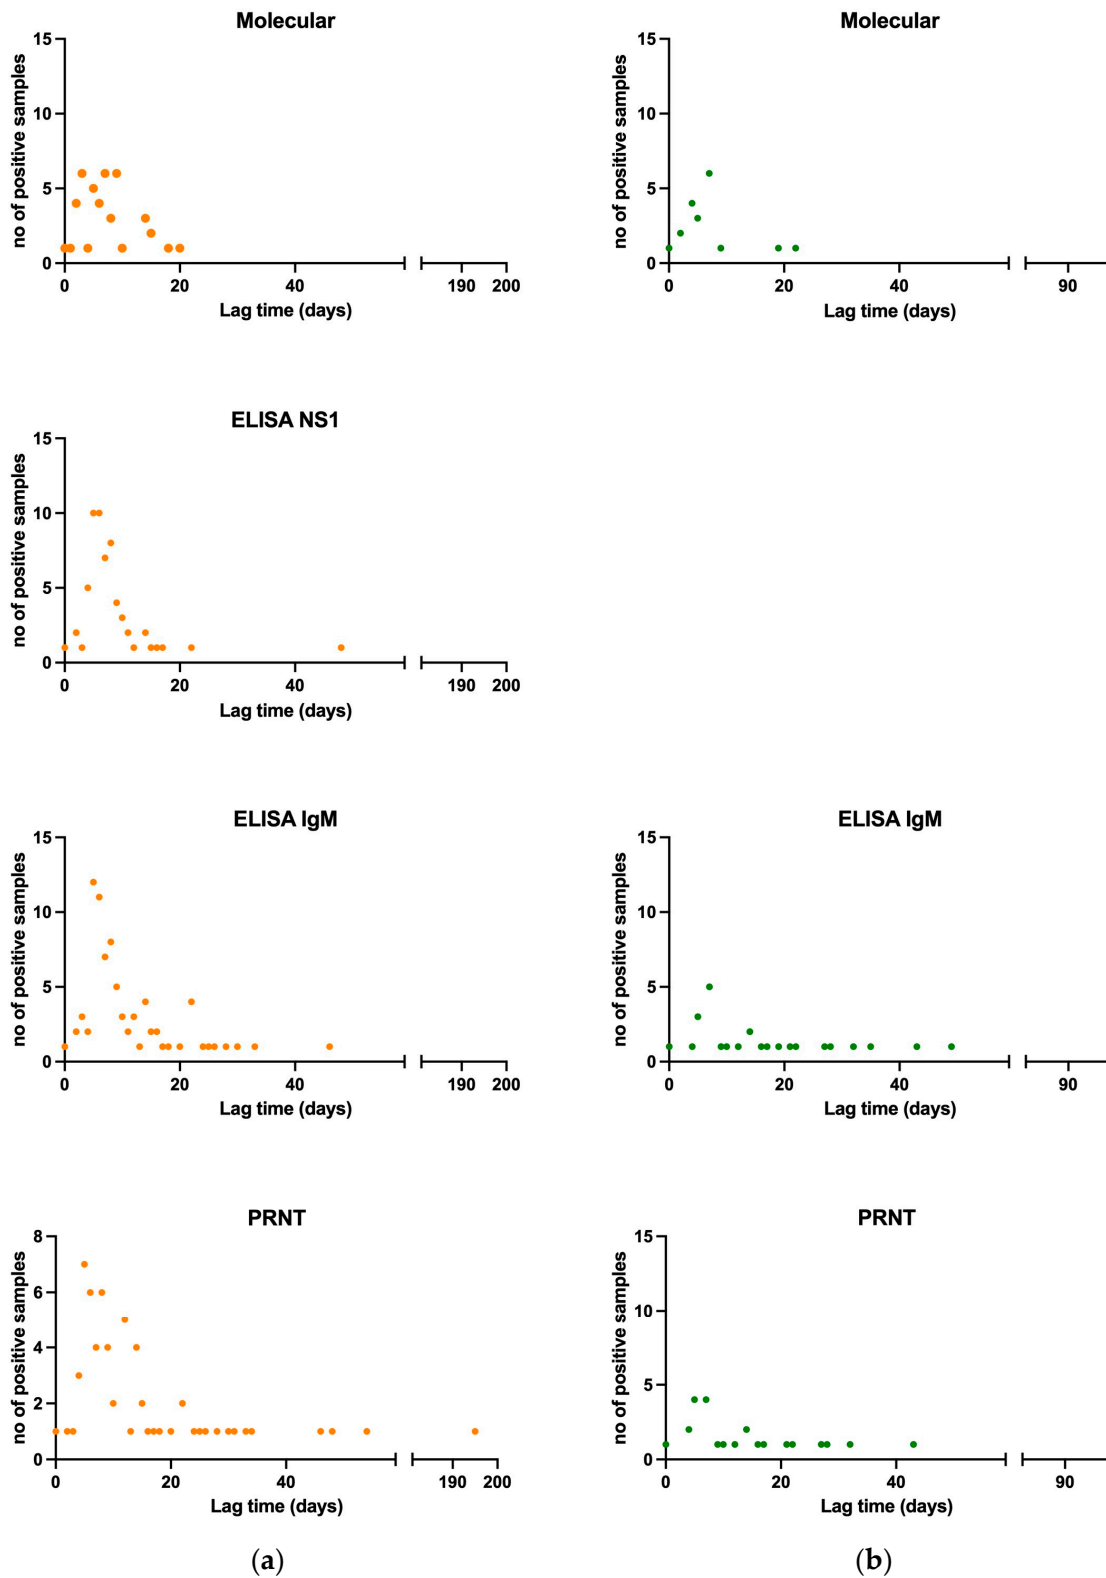 Molecular
15
10
5
0
no of positive samples
0 20 40 190 200
Lag time (days)
Molecular
15
10
5
0
no of positive samples
0 20 40 90
Lag time (days)
ELISA NS1
15
10
5
0
no of positive samples
0 20 40 190 200
Lag time (days)
ELISA IgM
15
10
5
0
no of positive samples
0 20 40 190 200
Lag time (days)
ELISA IgM
15
10
5
0
no of positive samples
0 20 40 90
Lag time (days)
PRNT
8
6
4
2
0
no of positive samples
0 20 40 190 200
Lag time (days)
PRNT
15
10
5
0
no of positive samples
0 20 40 90
Lag time (days)
(a)
(b)